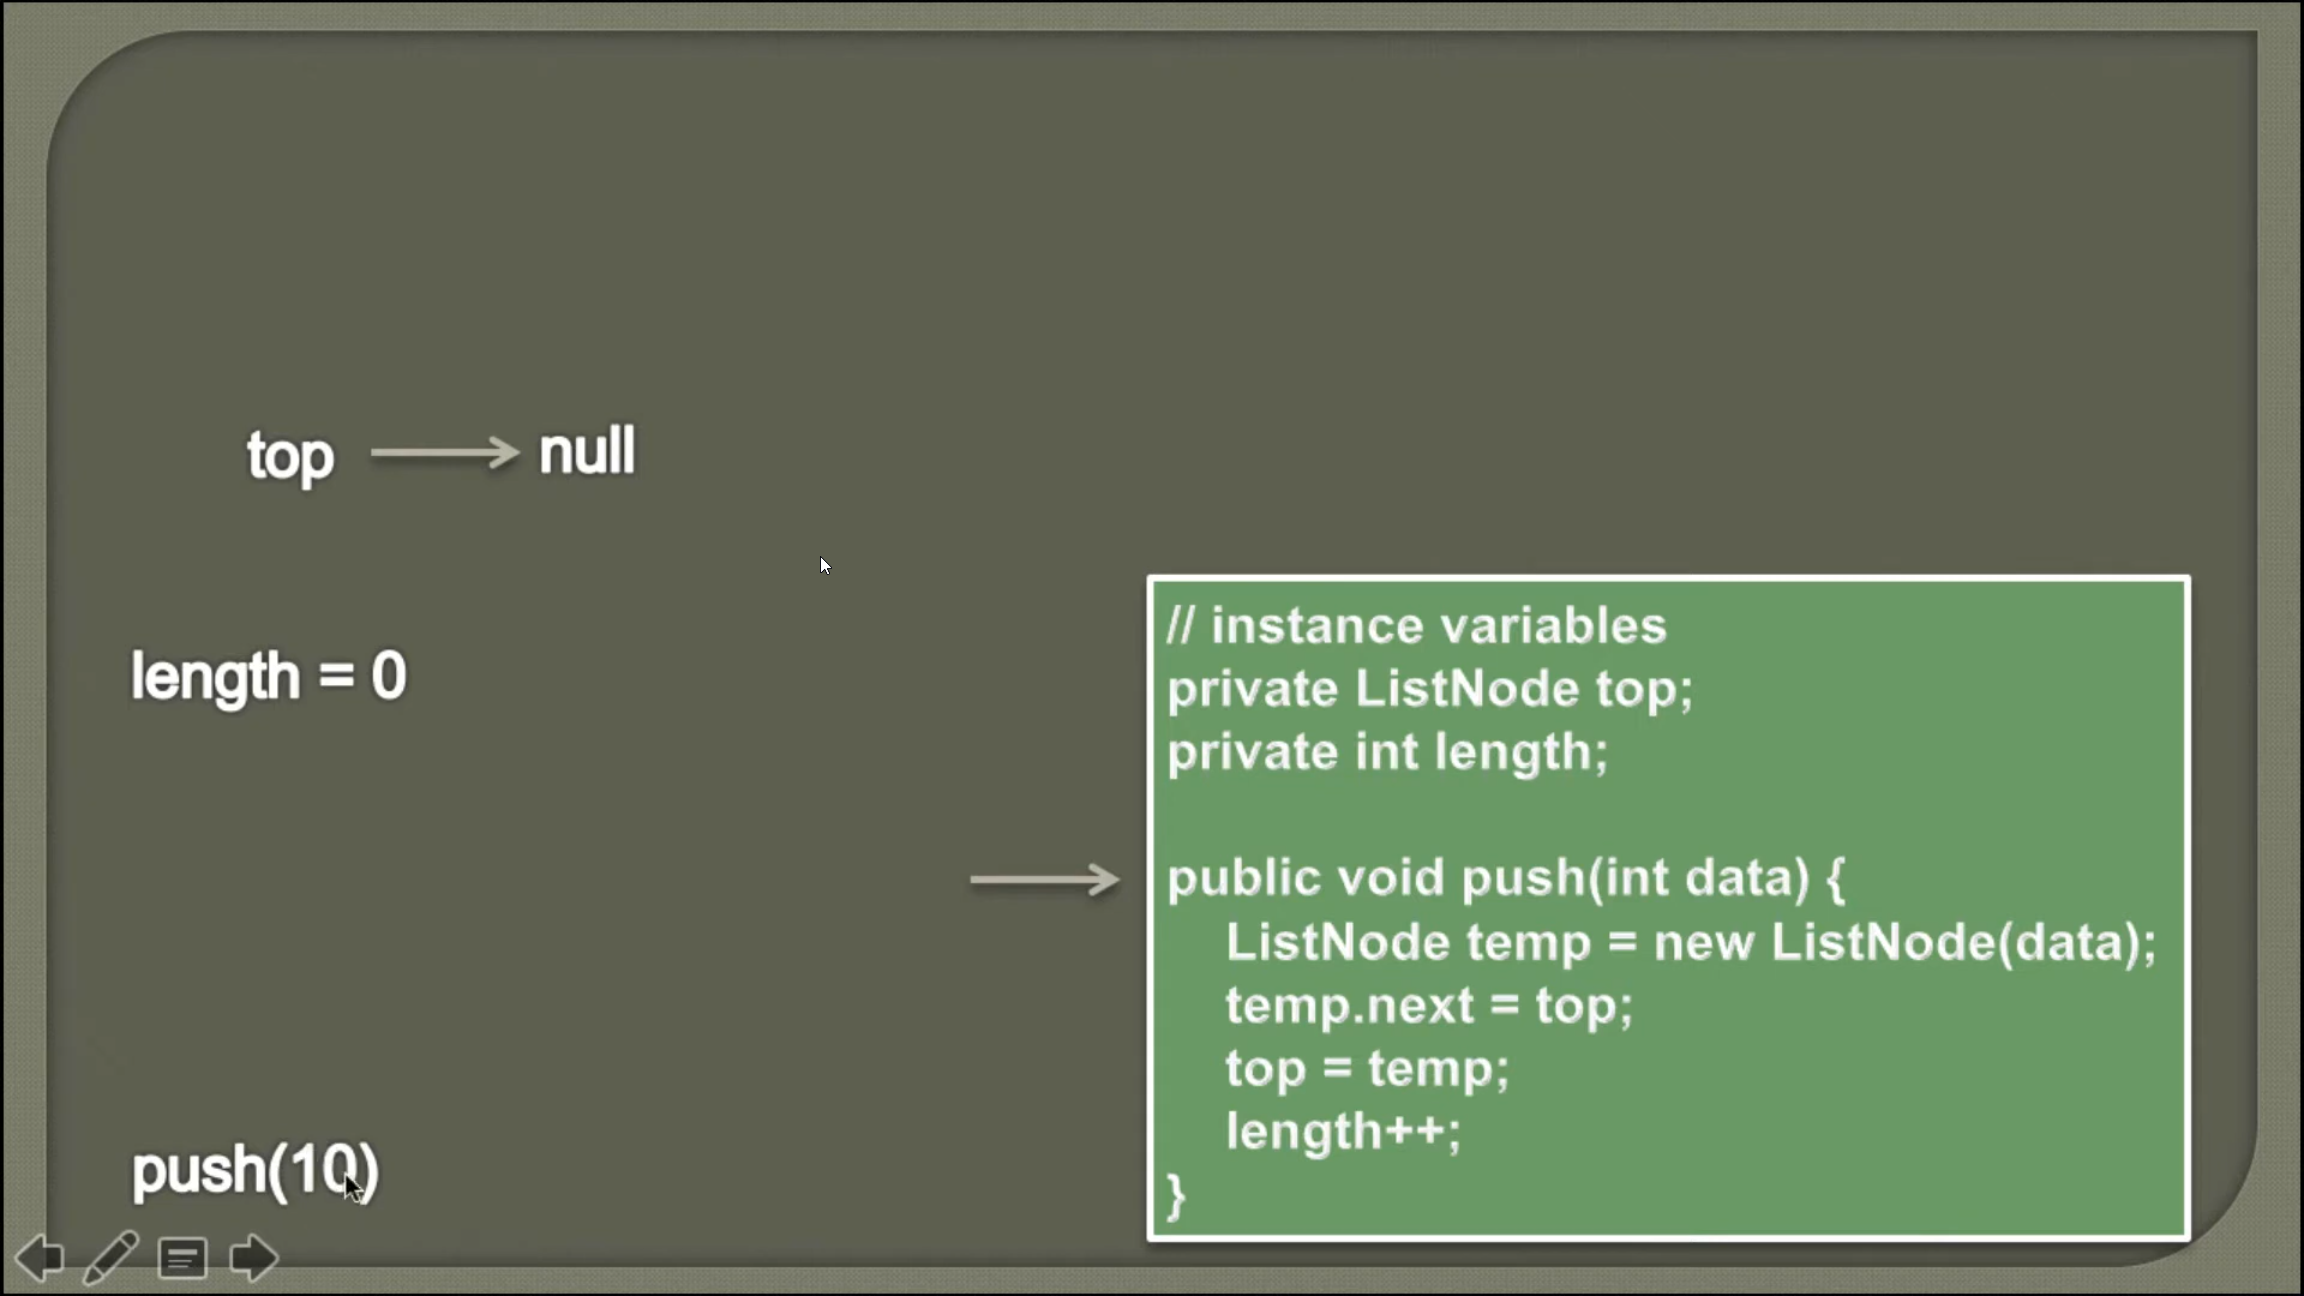 top null
length = 0
// instance variables
private ListNode top;
private int length;
public void push(int data) {
ListNode temp = new ListNode(data);
temp.next = top;
top = temp;
length++;
}
push(10)